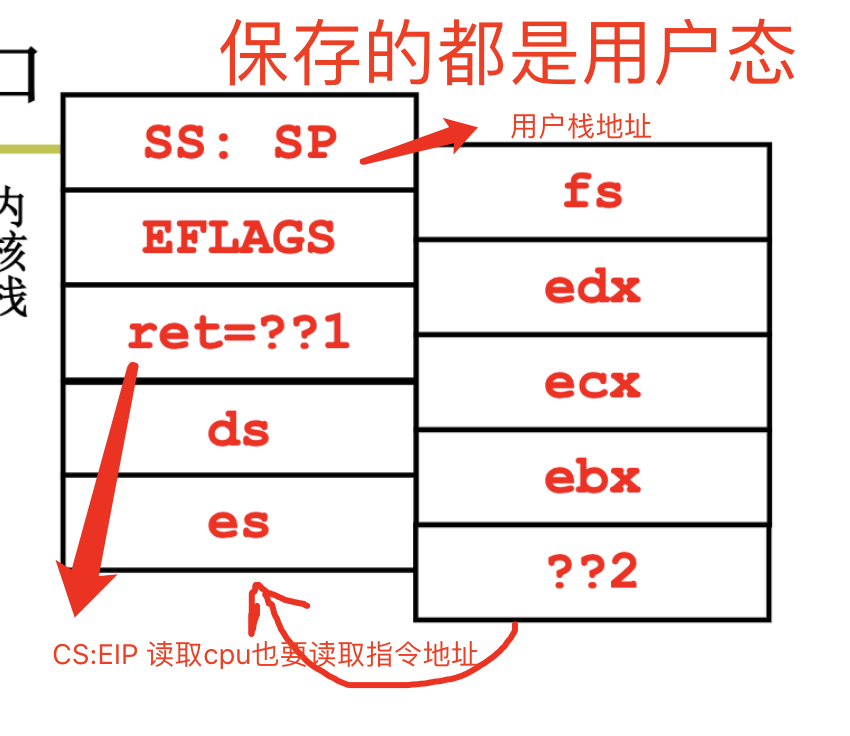 口
保存的都是用户态
内
核
栈
SS: SP
EFLAGS
ret=??1
ds
es
用户栈地址
fs
edx
ecx
ebx
??2
CS:EIP 读取cpu也要读取指令地址